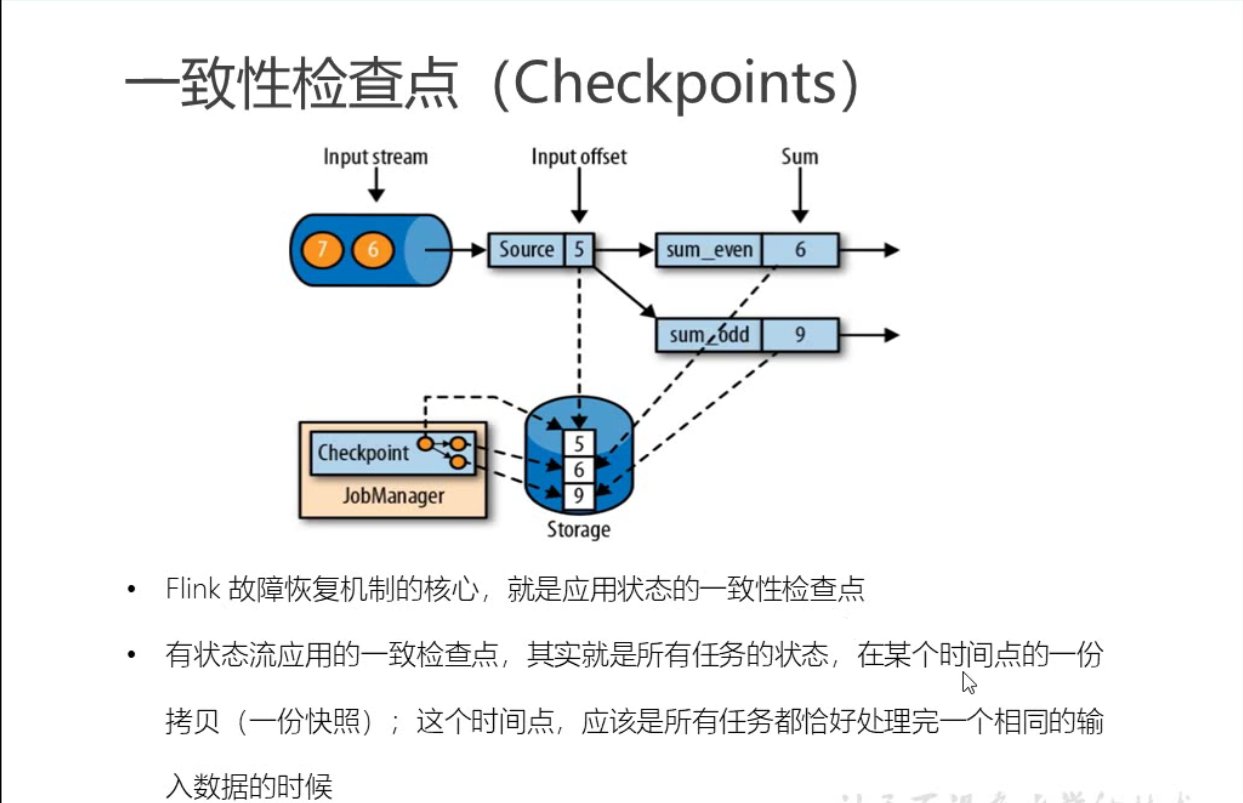 一致性检查点（Checkpoints）
Input stream
Input offset
Sum
7
6
Source
5
sum_even
6
sum_odd
9
Checkpoint
JobManager
5
6
9
Storage
• Flink 故障恢复机制的核心，就是应用状态的一致性检查点
• 有状态流应用的一致检查点，其实就是所有任务的状态，在某个时间点的一份
拷贝（一份快照）；这个时间点，应该是所有任务都恰好处理完一个相同的输
入数据的时候